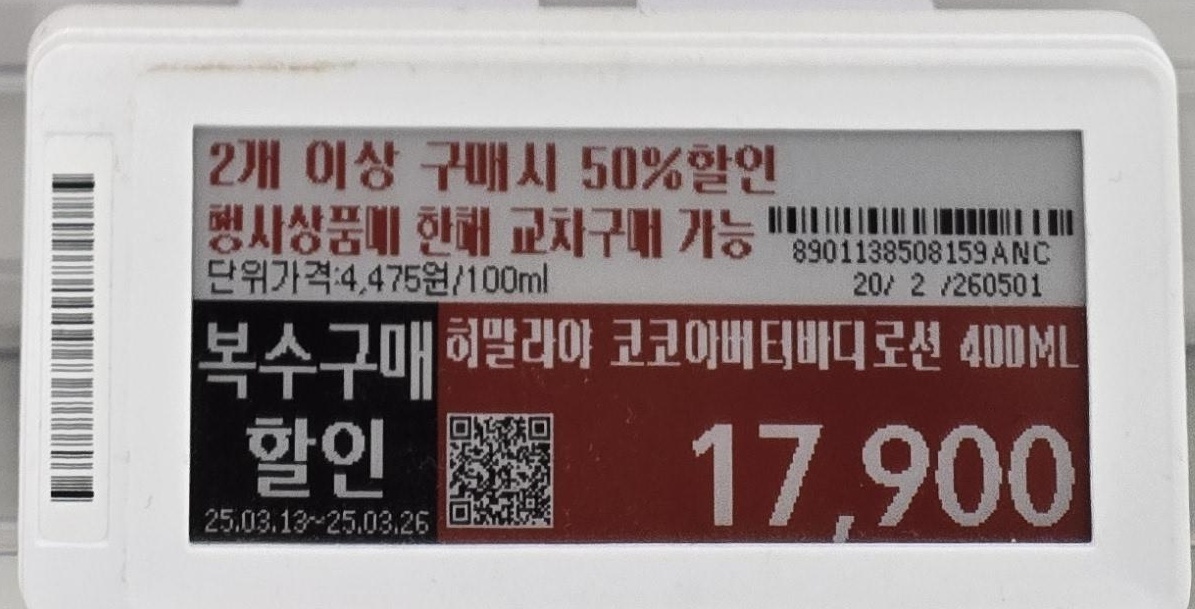 2개 이상 구매시 50%할인
행사상품에 한해 교차구매 가능
8901138508159ANC
단위가격:4,475원/100ml
20/ 2 /260501
복수구매
할인
25.03.13~25.03.26
히말라야 코코아버터바디로션 400ML
17,900